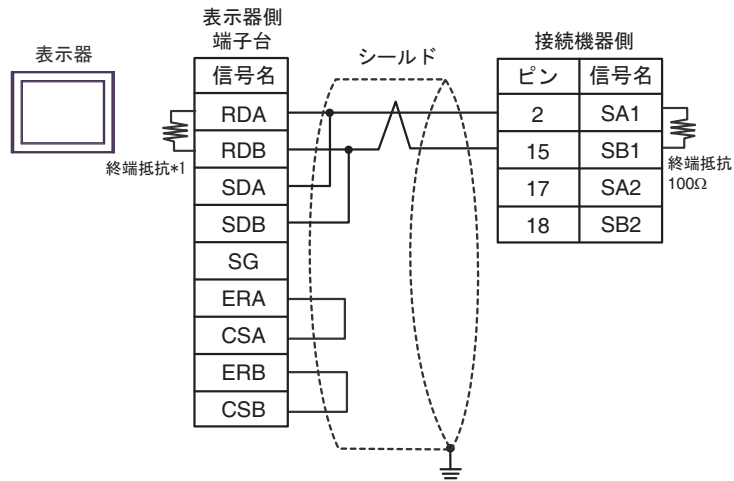 表示器
表示器側
端子台
信号名
RDA
RDB
SDA
SDB
SG
ERA
CSA
ERB
CSB
終端抵抗*1
シールド
接続機器側
ピン 信号名
2 SA1
15 SB1
17 SA2
18 SB2
終端抵抗
100Ω